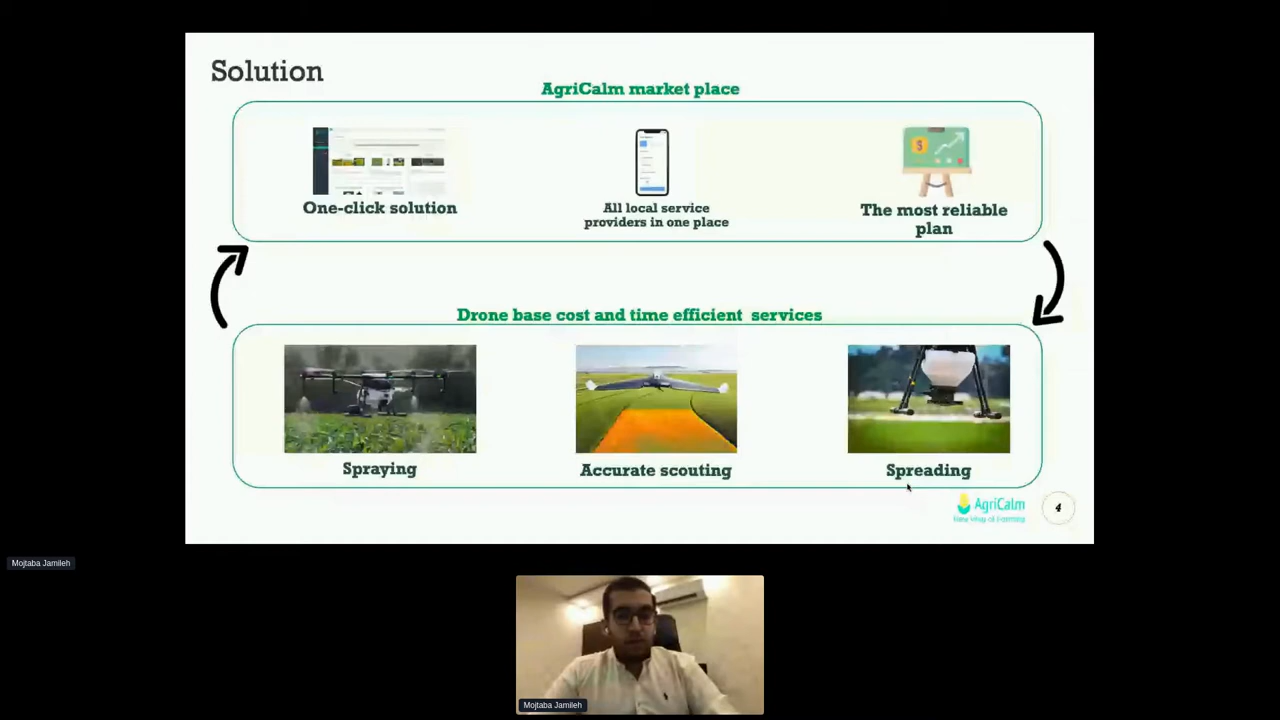 Solution
AgriCalm market place
One-click solution
All local service
providers in one place
The most reliable
plan
Drone base cost and time efficient services
Spraying
Accurate scouting
Spreading
AgriCalm
New Way of Farming
4
Mojtaba Jamileh
Mojtaba Jamileh